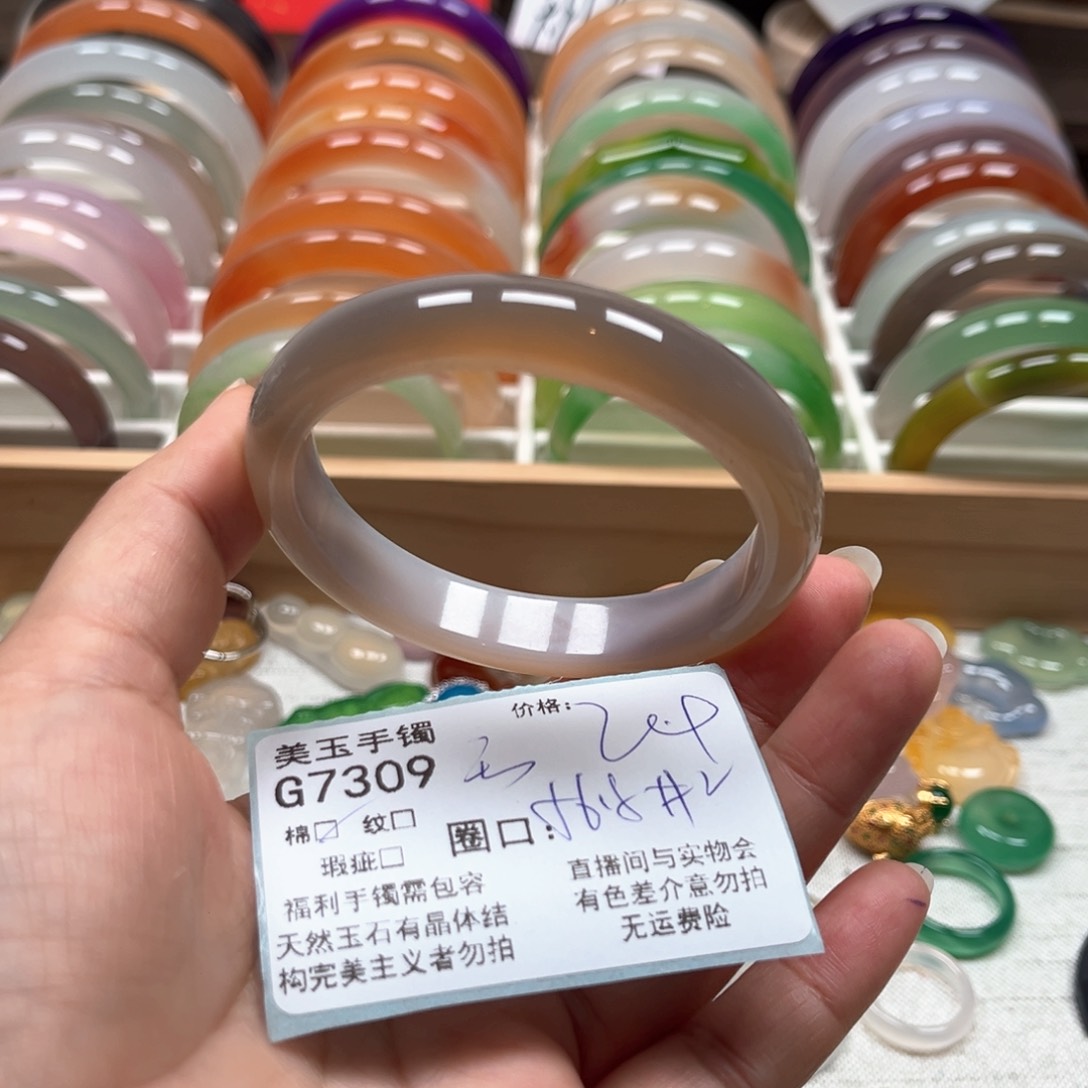 美玉手镯
价格:
G7309
棉□ 纹□
圈口:
瑕疵□
福利手镯需包容
天然玉石有晶体结
构完美主义者勿拍
直播间与实物会
有色差介意勿拍
无运费险